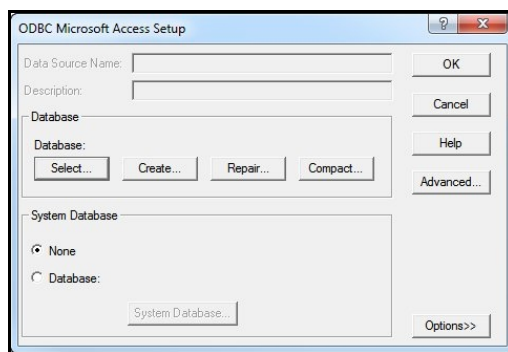 ODBC Microsoft Access Setup
Data Source Name:
OK
Description:
Cancel
Database
Database:
Help
Select...
Create...
Repair...
Compact...
Advanced...
System Database
None
Database:
System Database...
Options>>